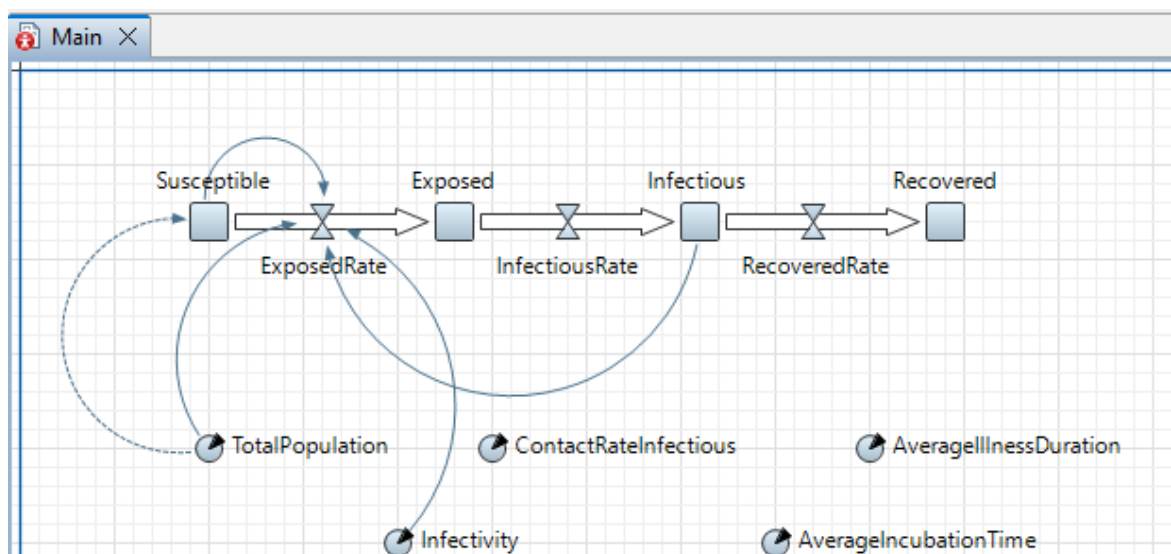 Main
Susceptible Exposed Infectious Recovered
ExposedRate InfectiousRate RecoveredRate
TotalPopulation ContactRateInfectious AverageIllnessDuration
Infectivity AverageIncubationTime